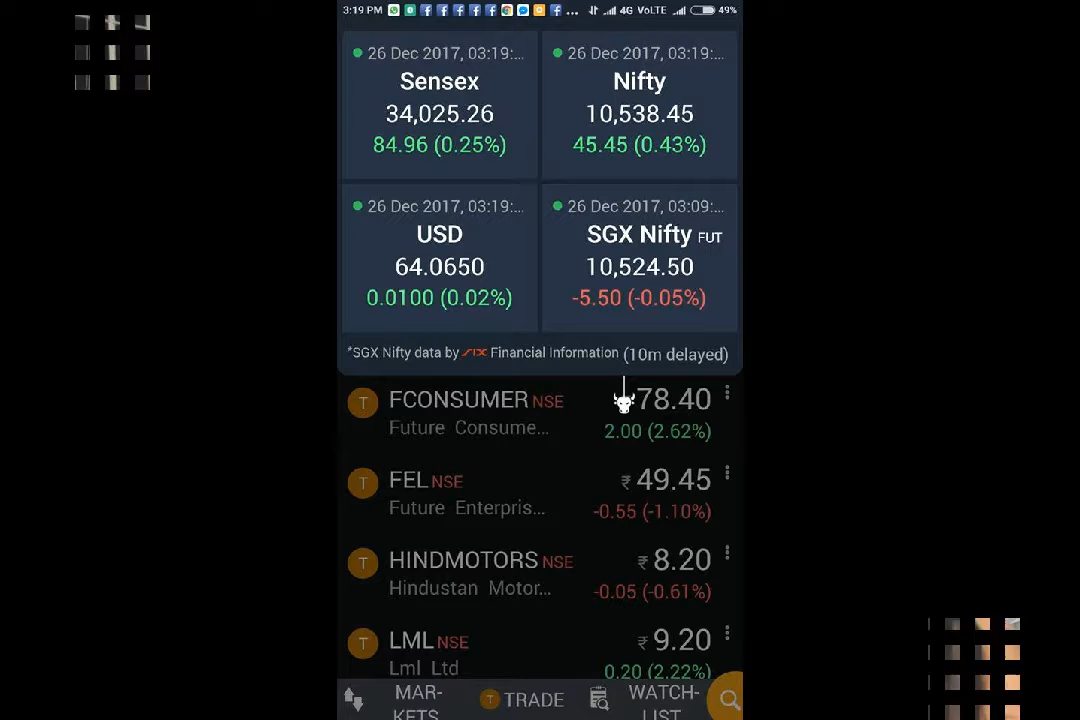 3:19 PM 4G VoLTE 49%
26 Dec 2017, 03:19:...
Sensex
34,025.26
84.96 (0.25%)
26 Dec 2017, 03:19:...
Nifty
10,538.45
45.45 (0.43%)
26 Dec 2017, 03:19:...
USD
64.0650
0.0100 (0.02%)
26 Dec 2017, 03:09:...
SGX Nifty FUT
10,524.50
-5.50 (-0.05%)
*SGX Nifty data by SIX Financial Information (10m delayed)
T FCONSUMER NSE 78.40
Future Consume... 2.00 (2.62%)
T FEL NSE ₹ 49.45
Future Enterpris... -0.55 (-1.10%)
T HINDMOTORS NSE ₹ 8.20
Hindustan Motor... -0.05 (-0.61%)
T LML NSE ₹ 9.20
Lml Ltd 0.20 (2.22%)
MAR-
KETS
T TRADE
WATCH-
LIST